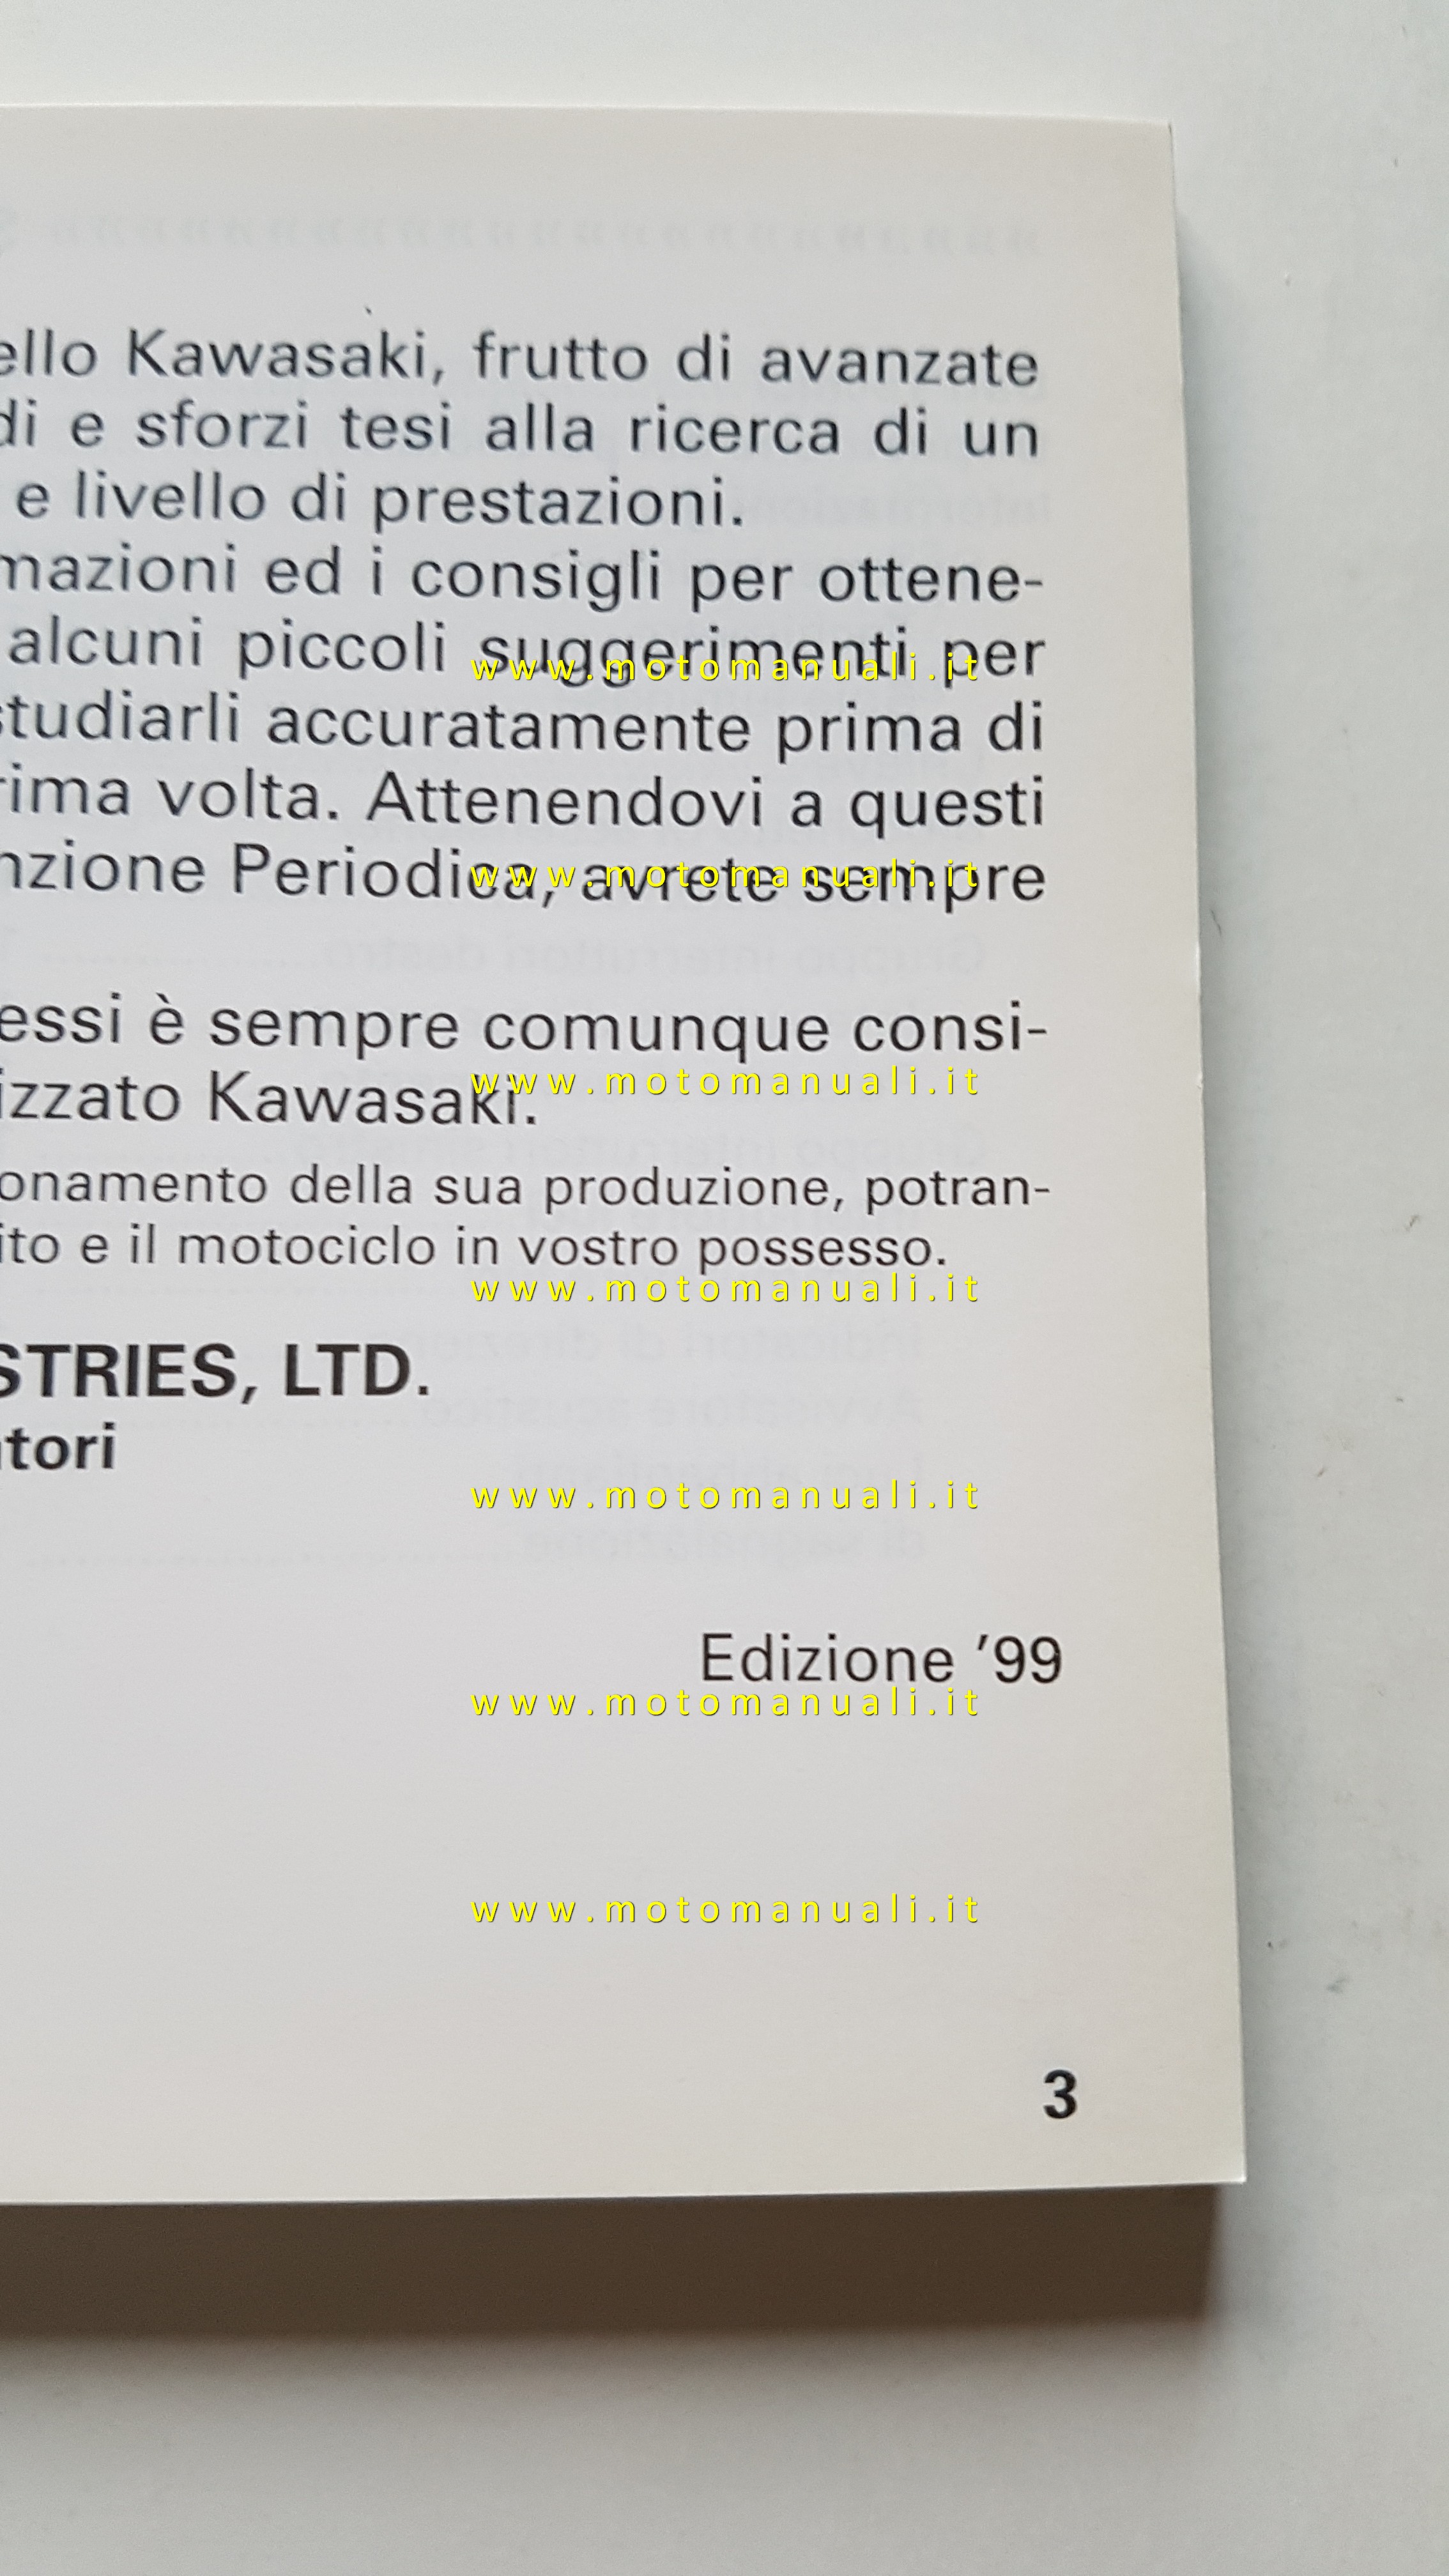 ello Kawasaki, frutto di avanzate
di e sforzi tesi alla ricerca di un
e livello di prestazioni.
mazioni ed i consigli per ottene-
alcuni piccoli suggerimenti per
www.motomanuali.it
studiarli accuratamente prima di
rima volta. Attenendovi a questi
nzione Periodica, avrete sempre
www.motomanuali.it
essi è sempre comunque consi-
www.motomanuali.it
izzato Kawasaki.
onamento della sua produzione, potran-
ito e il motociclo in vostro possesso.
www.motomanuali.it
STRIES, LTD.
tori
www.motomanuali.it
Edizione '99
www.motomanuali.it
www.motomanuali.it
3